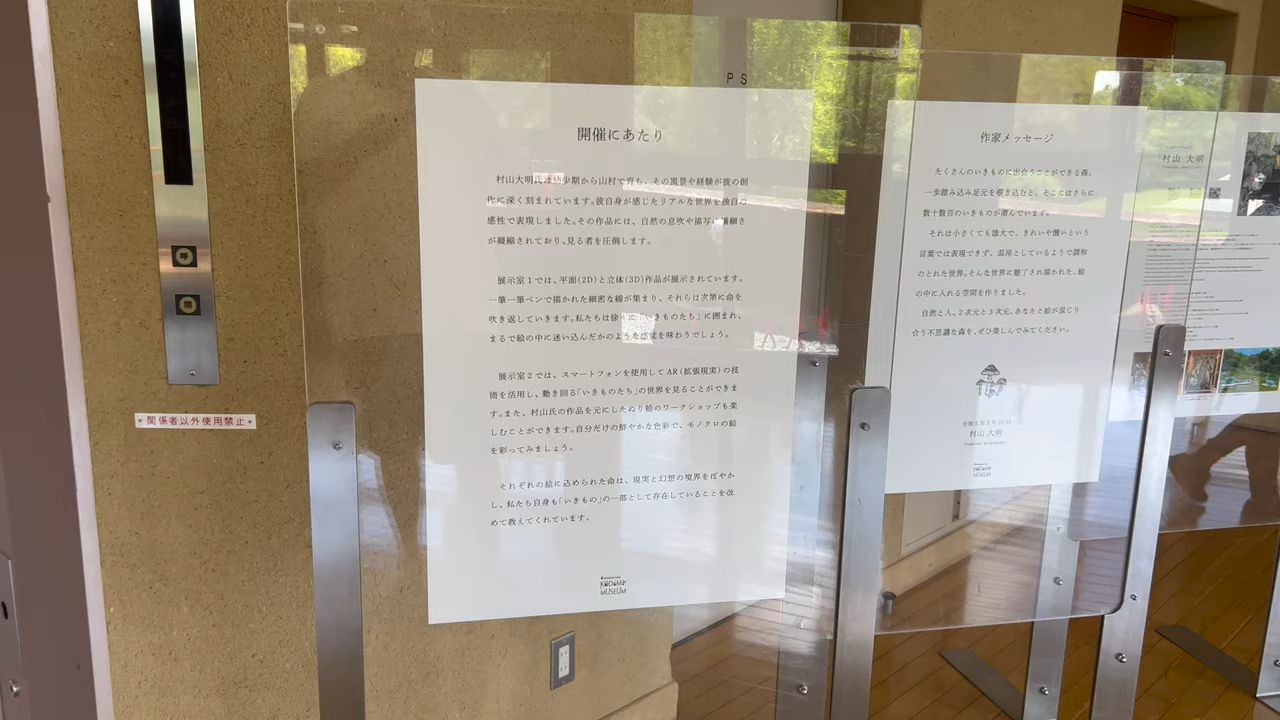 PS
開催にあたり
村山大明氏は幼少期から山村で育ち、その風景や経験が彼の創
作に深く刻まれています。彼自身が感じたリアルな世界を独自の
感性で表現しました。その作品には、自然の息吹や描写の繊細さ
が凝縮されており、見る者を圧倒します。
展示室1では、平面(2D)と立体(3D)作品が展示されています。
一筆一筆ペンで描かれた細密な線が集まり、それらは次第に命を
吹き返していきます。私たちは徐々に「いきものたち」に囲まれ、
まるで絵の中に迷い込んだかのような感覚を味わうでしょう。
展示室2では、スマートフォンを使用してAR(拡張現実)の技
術を活用し、動き回る「いきものたち」の世界を見ることができま
す。また、村山氏の作品を元にしたぬり絵のワークショップも楽
しむことができます。自分だけの鮮やかな色彩で、モノクロの絵
を彩ってみましょう。
それぞれの絵に込められた命は、現実と幻想の境界をぼやか
し、私たち自身も「いきもの」の一部として存在していることを改
めて教えてくれています。
KODOMO
MUSEUM
作家メッセージ
たくさんのいきものに出会うことができる森。
一歩踏み込み足元を覗き込むと、そこにはさらに
数十数百のいきものが潜んでいます。
それは小さくても雄大で、きれいや醜いという
言葉では表現できず、混沌としているようで調和
のとれた世界。そんな世界に魅了され描かれた、絵
の中に入れる空間を作りました。
自然と人、2次元と3次元、あなたと絵が混じり
合う不思議な森を、ぜひ楽しんでみてください。
村山 大明
MUSEUM
村山 大明
関係者以外使用禁止